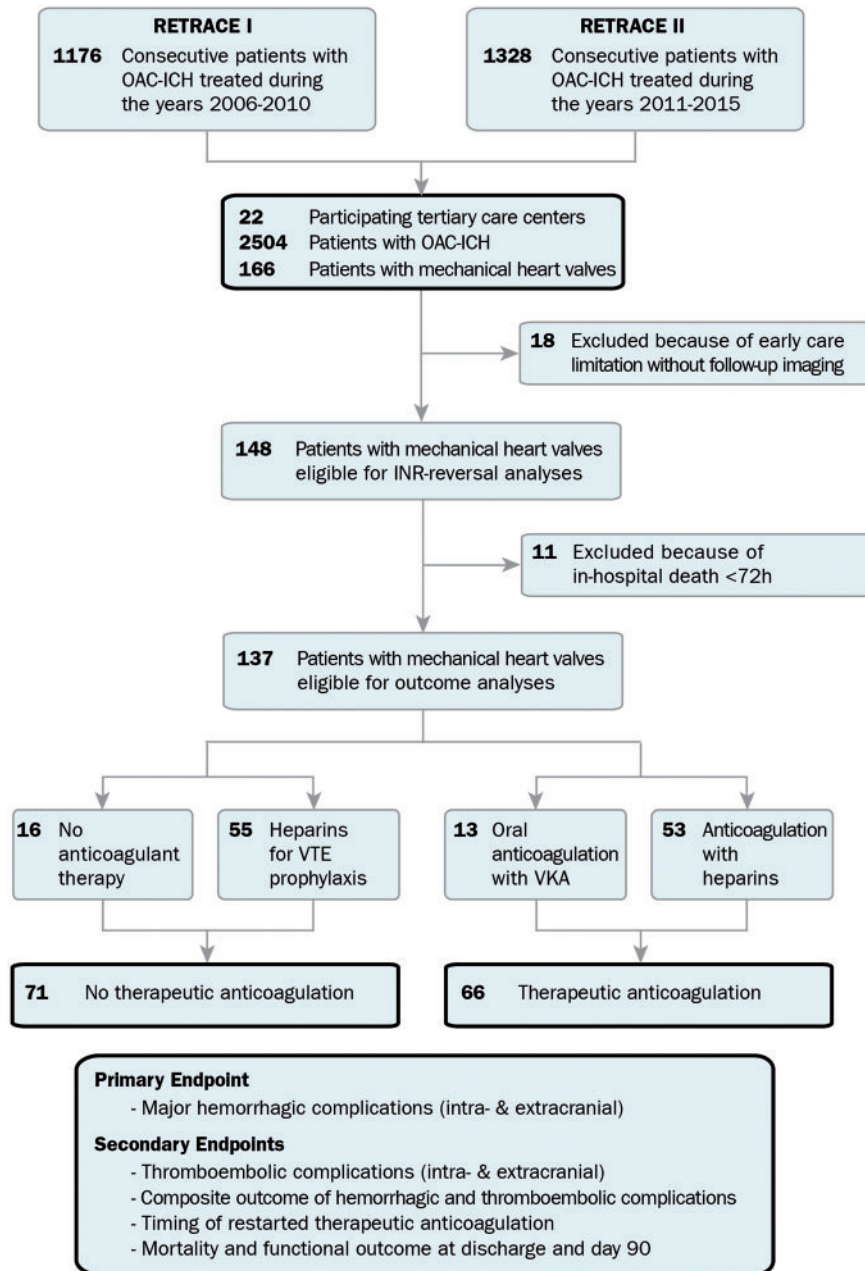 RETRACE I
1176 Consecutive patients with
OAC-ICH treated during
the years 2006-2010
RETRACE II
1328 Consecutive patients with
OAC-ICH treated during
the years 2011-2015
22 Participating tertiary care centers
2504 Patients with OAC-ICH
166 Patients with mechanical heart valves
18 Excluded because of early care
limitation without follow-up imaging
148 Patients with mechanical heart valves
eligible for INR-reversal analyses
11 Excluded because of
in-hospital death <72h
137 Patients with mechanical heart valves
eligible for outcome analyses
16 No
anticoagulant
therapy
55 Heparins
for VTE
prophylaxis
13 Oral
anticoagulation
with VKA
53 Anticoagulation
with
heparins
71 No therapeutic anticoagulation
66 Therapeutic anticoagulation
Primary Endpoint
- Major hemorrhagic complications (intra- & extracranial)
Secondary Endpoints
- Thromboembolic complications (intra- & extracranial)
- Composite outcome of hemorrhagic and thromboembolic complications
- Timing of restarted therapeutic anticoagulation
- Mortality and functional outcome at discharge and day 90